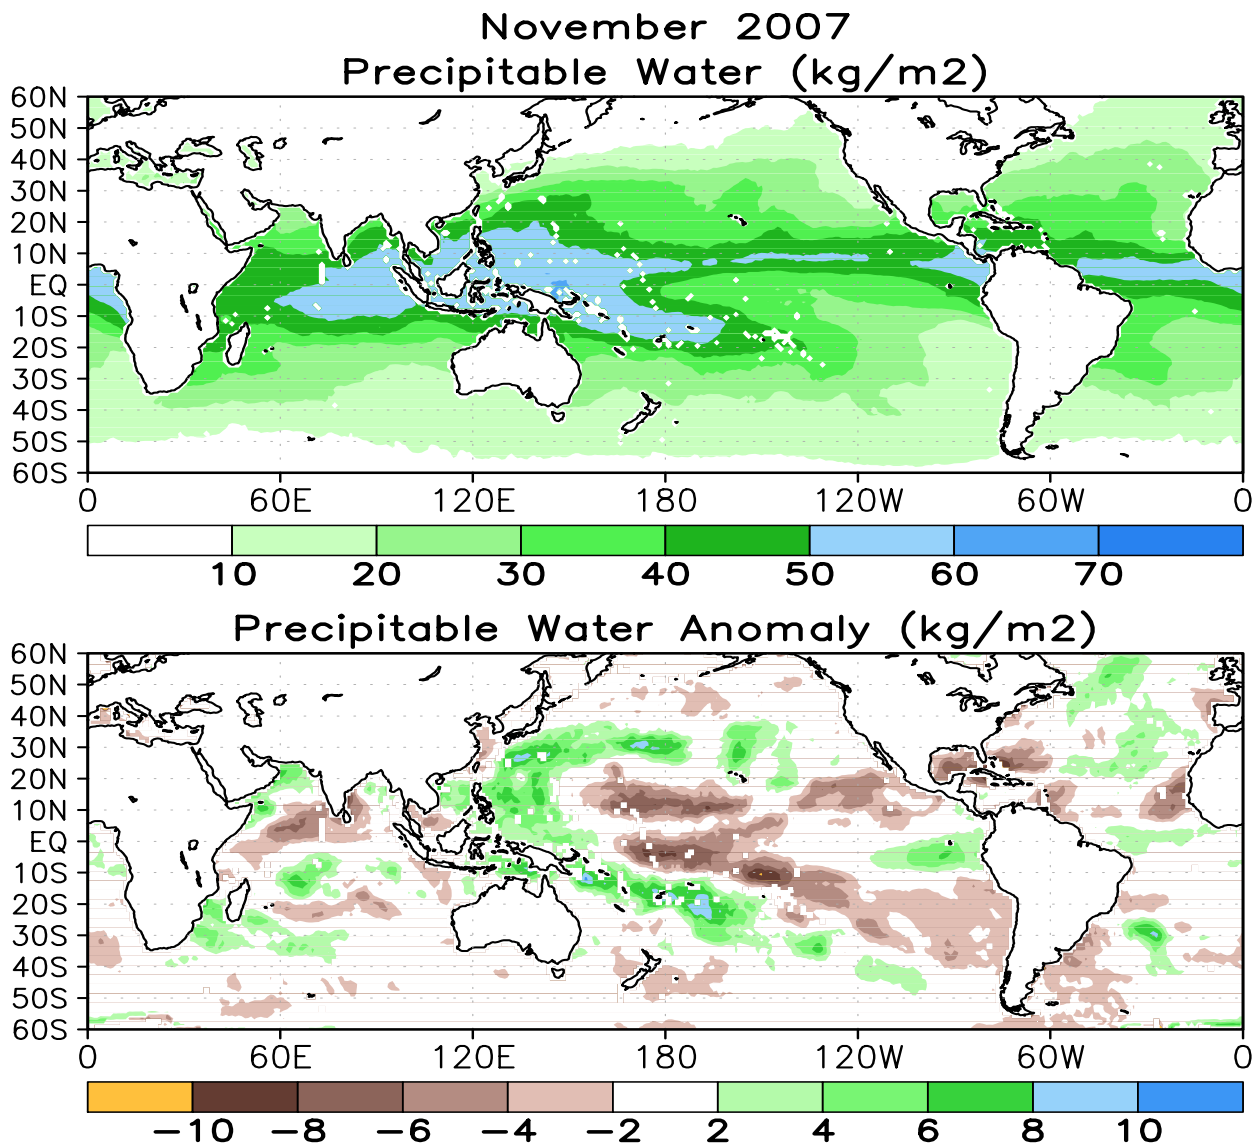 November 2007
Precipitable Water (kg/m2)
60N
50N
40N
30N
20N
10N
EQ
10S
20S
30S
40S
50S
60S
0 60E 120E 180 120W 60W 0
10 20 30 40 50 60 70
Precipitable Water Anomaly (kg/m2)
60N
50N
40N
30N
20N
10N
EQ
10S
20S
30S
40S
50S
60S
0 60E 120E 180 120W 60W 0
−10 −8 −6 −4 −2 2 4 6 8 10